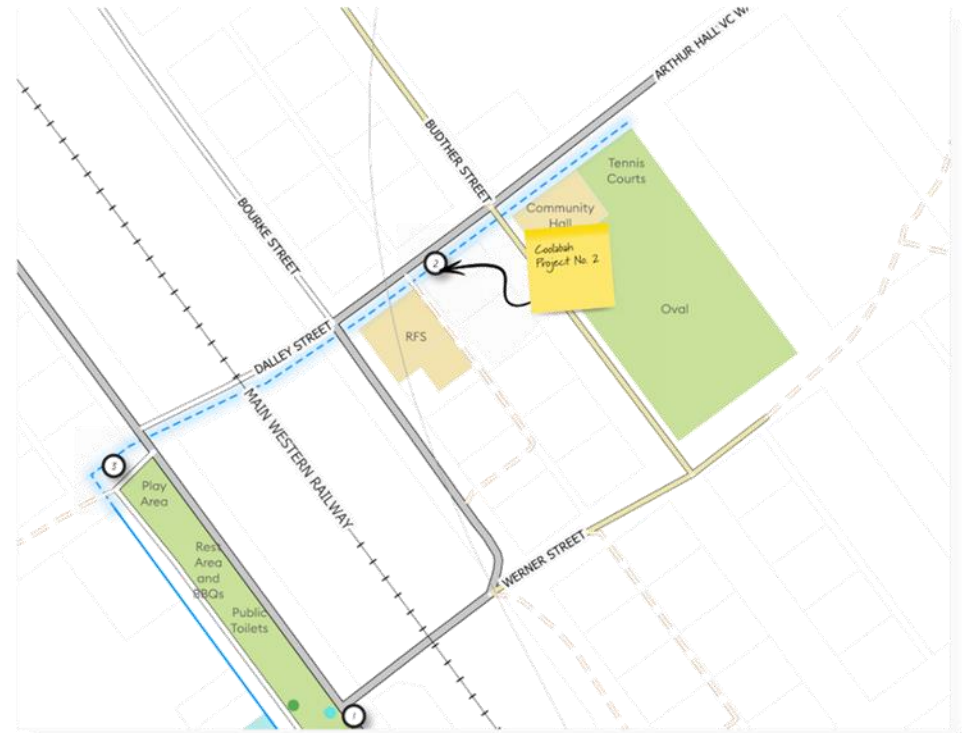 ARTHUR HALL VC WA
BUDTHER STREET
Tennis
Courts
BOURKE STREET
Community
Hall
Coolabah
Project No. 2
2
Oval
DALLEY STREET
RFS
MAIN WESTERN RAILWAY
Play
Area
Rest
Area
and
BBQs
WERNER STREET
Public
Toilets
1